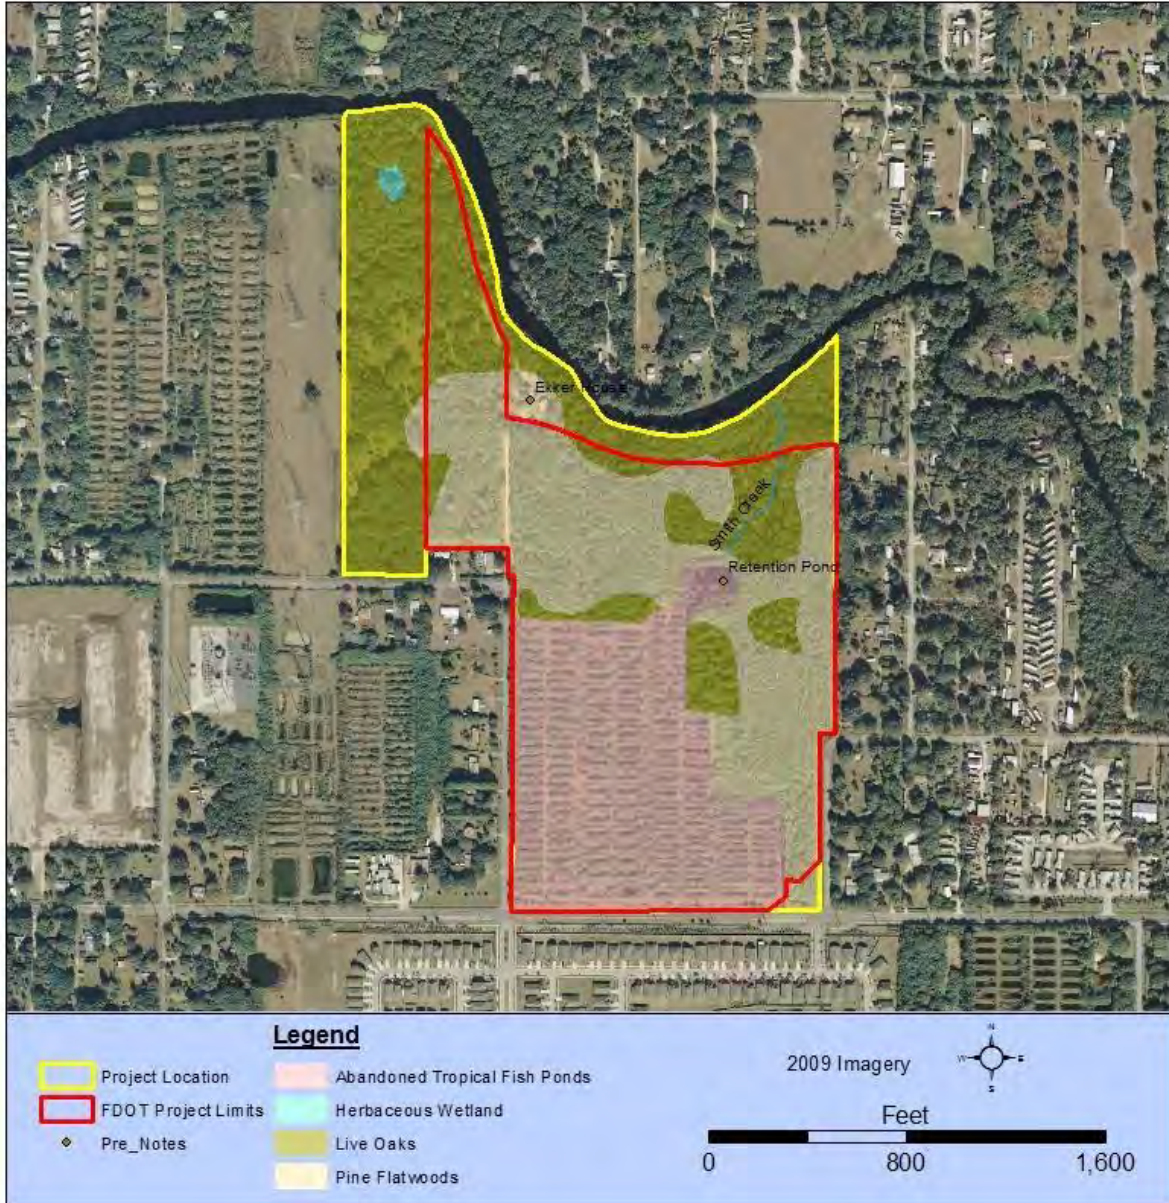 Ekker House
Smith Creek
Retention Pond
Legend
Project Location
FDOT Project Limits
Pre_Notes
Abandoned Tropical Fish Ponds
Herbaceous Wetland
Live Oaks
Pine Flatwoods
2009 Imagery
N
W E
S
Feet
0 800 1,600